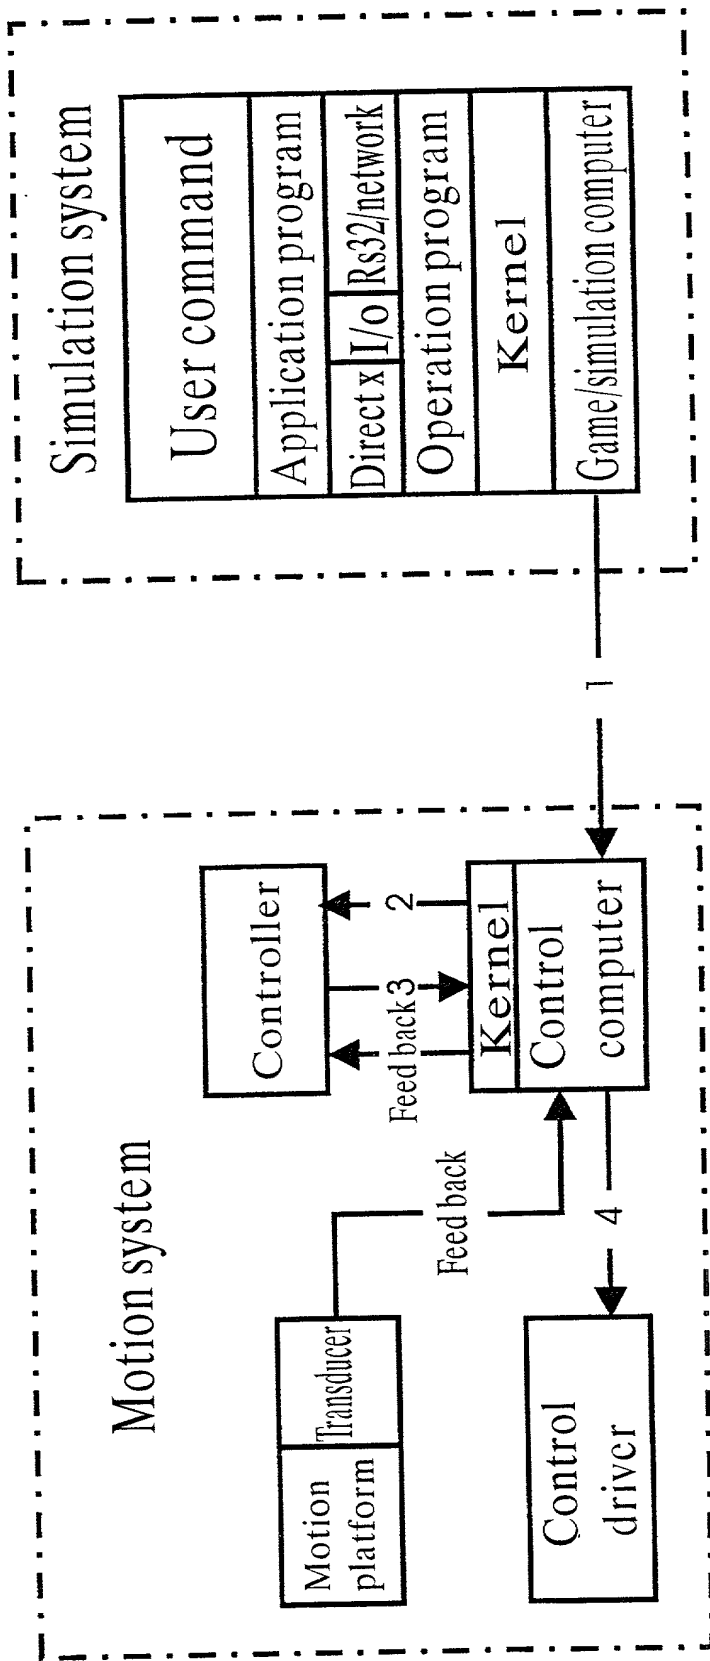 Motion system
Motion
platform
Transducer
Control
driver
Feed back
4
Controller
Feed back
3
2
Kernel
Control
computer
1
Simulation system
User command
Application program
Direct x
I/o
Rs32/network
Operation program
Kernel
Game/simulation computer